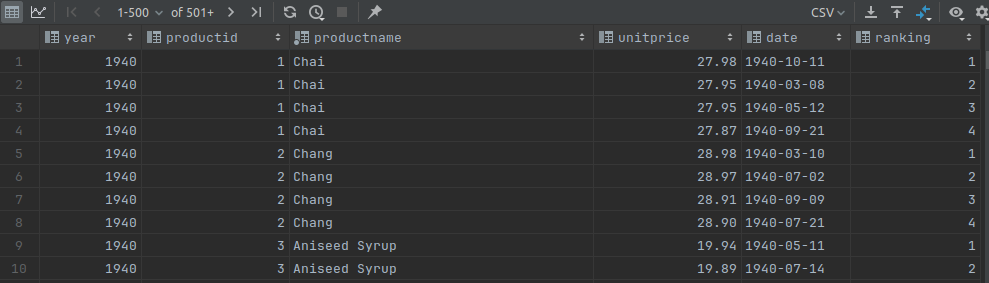 1-500 of 501+ CSV
year productid productname unitprice date ranking
1 1940 1 Chai 27.98 1940-10-11 1
2 1940 1 Chai 27.95 1940-03-08 2
3 1940 1 Chai 27.95 1940-05-12 3
4 1940 1 Chai 27.87 1940-09-21 4
5 1940 2 Chang 28.98 1940-03-10 1
6 1940 2 Chang 28.97 1940-07-02 2
7 1940 2 Chang 28.91 1940-09-09 3
8 1940 2 Chang 28.90 1940-07-21 4
9 1940 3 Aniseed Syrup 19.94 1940-05-11 1
10 1940 3 Aniseed Syrup 19.89 1940-07-14 2